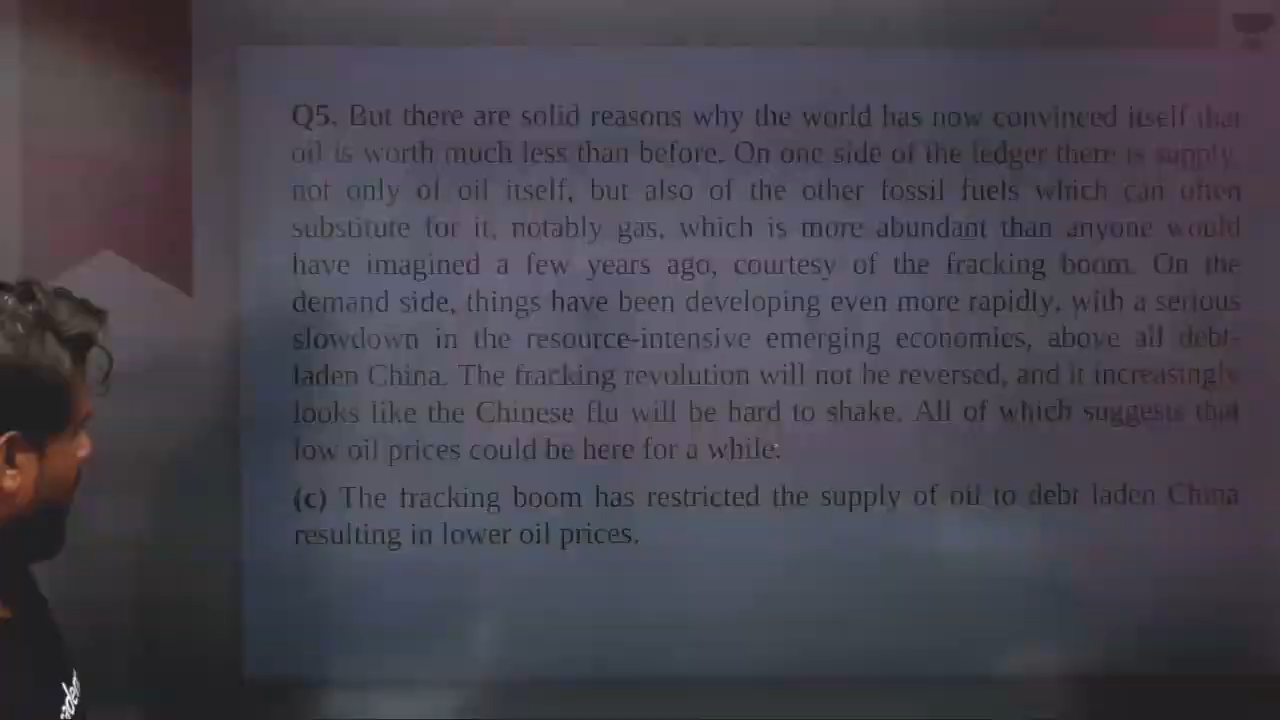 Q5. But there are solid reasons why the world has now convinced itself that
oil is worth much less than before. On one side of the ledger there is supply,
not only of oil itself, but also of the other fossil fuels which can often
substitute for it, notably gas, which is more abundant than anyone would
have imagined a few years ago, courtesy of the fracking boom. On the
demand side, things have been developing even more rapidly, with a serious
slowdown in the resource-intensive emerging economics, above all debt-
laden China. The fracking revolution will not be reversed, and it increasingly
looks like the Chinese flu will be hard to shake. All of which suggests that
low oil prices could be here for a while:
(c) The fracking boom has restricted the supply of oil to debt laden China
resulting in lower oil prices.